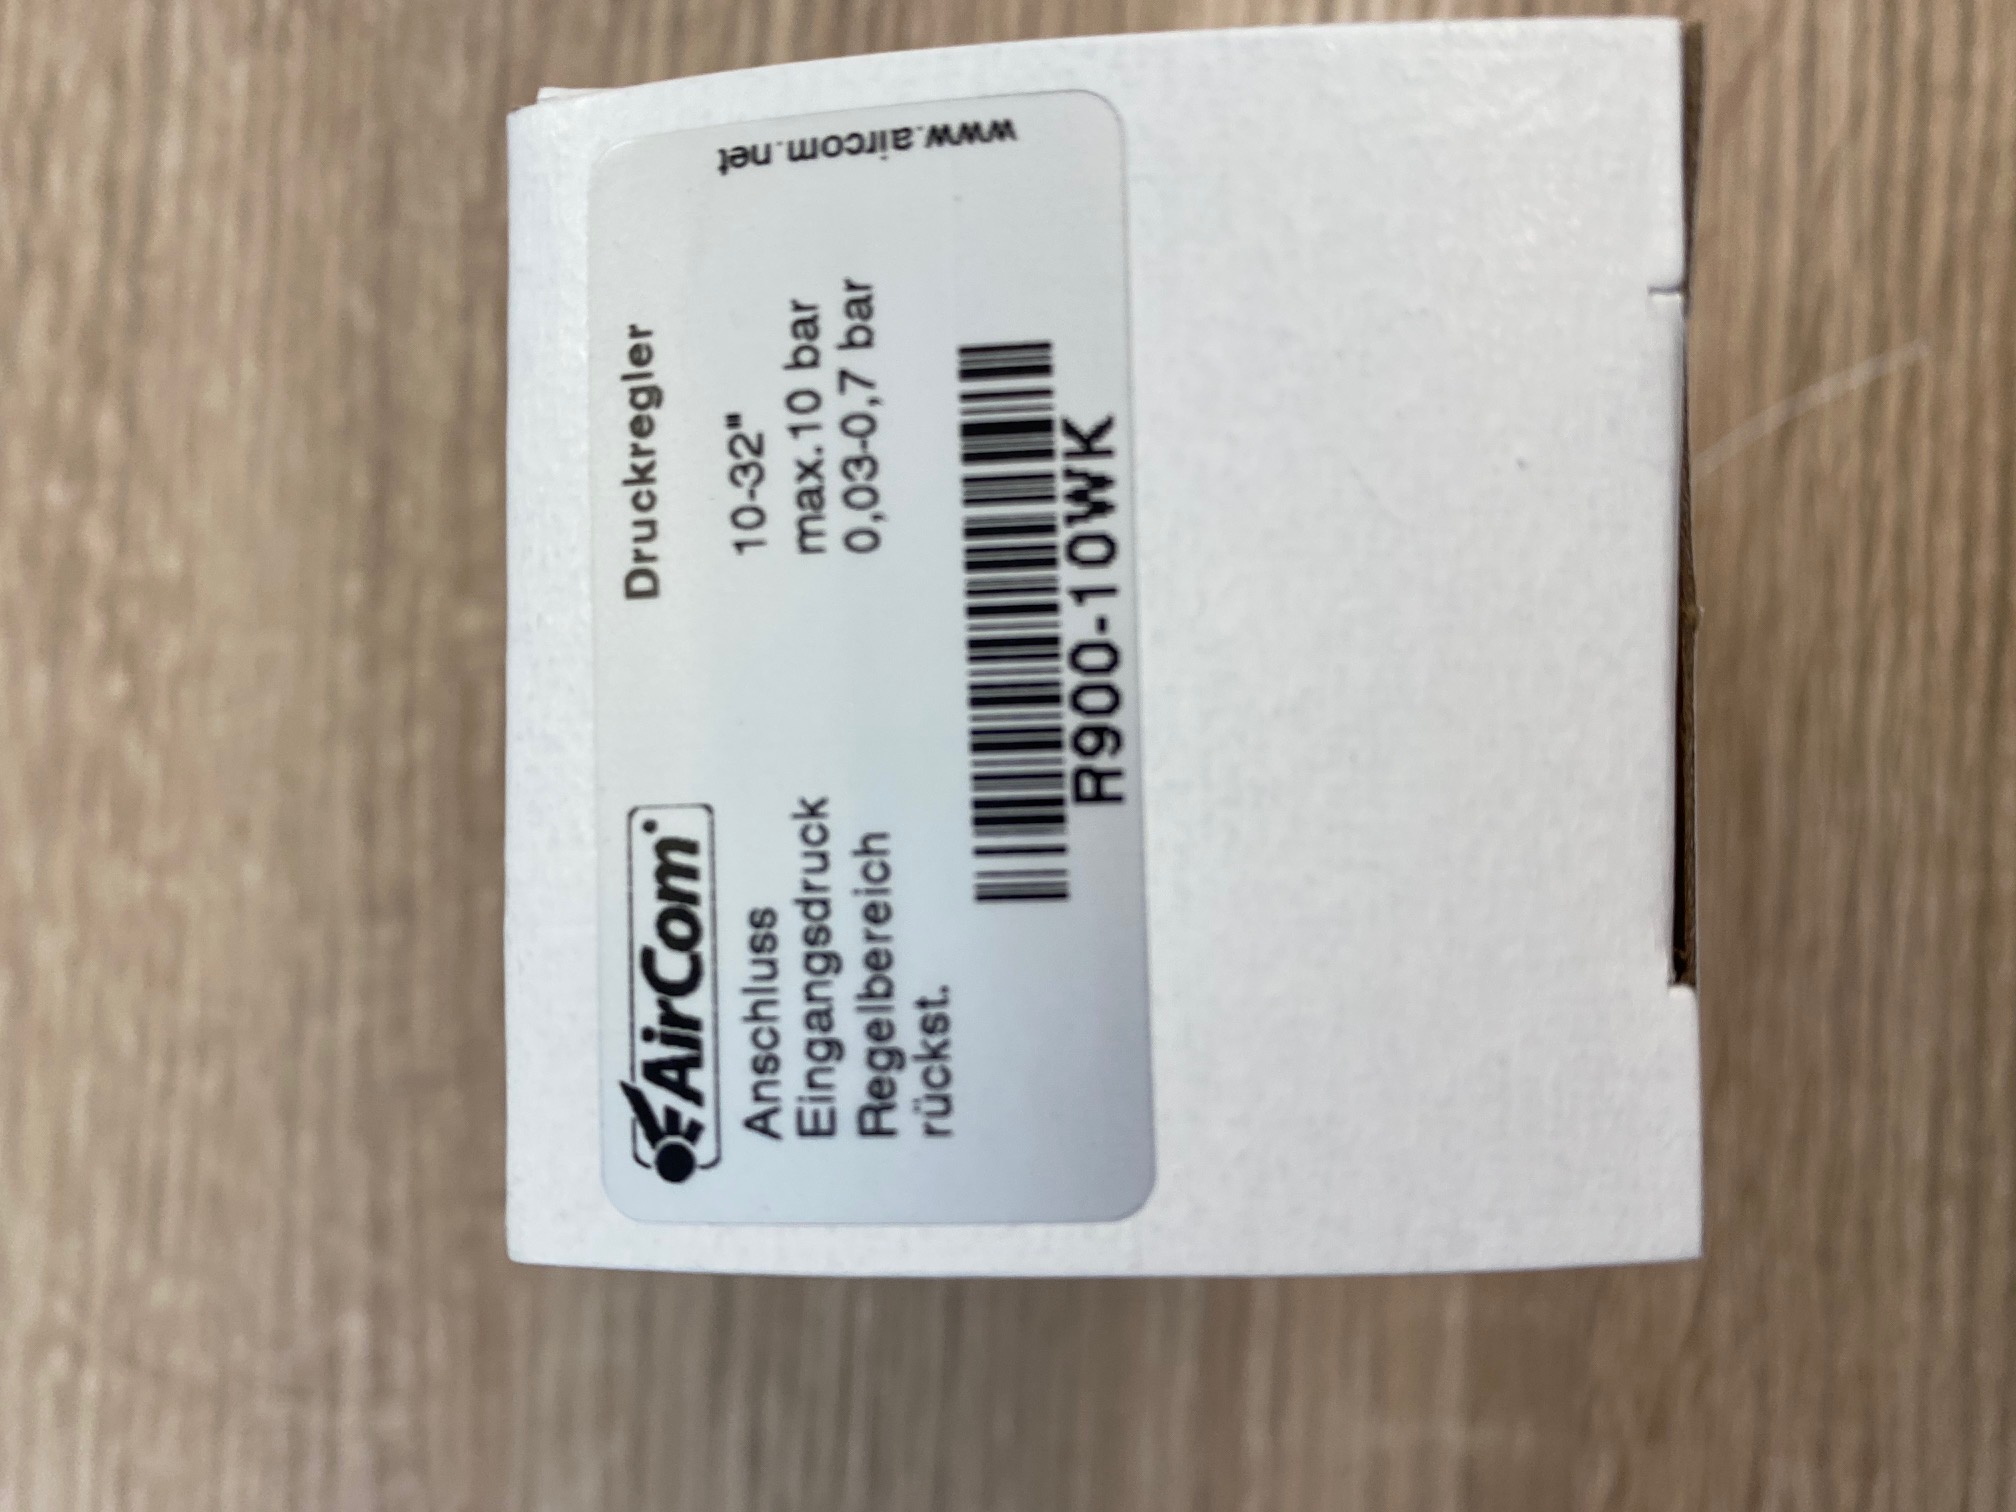 AirCom
Druckregler
Anschluss 10-32"
Eingangsdruck max.10 bar
Regelbereich 0,03-0,7 bar
rückst.
R900-10WK
www.aircom.net